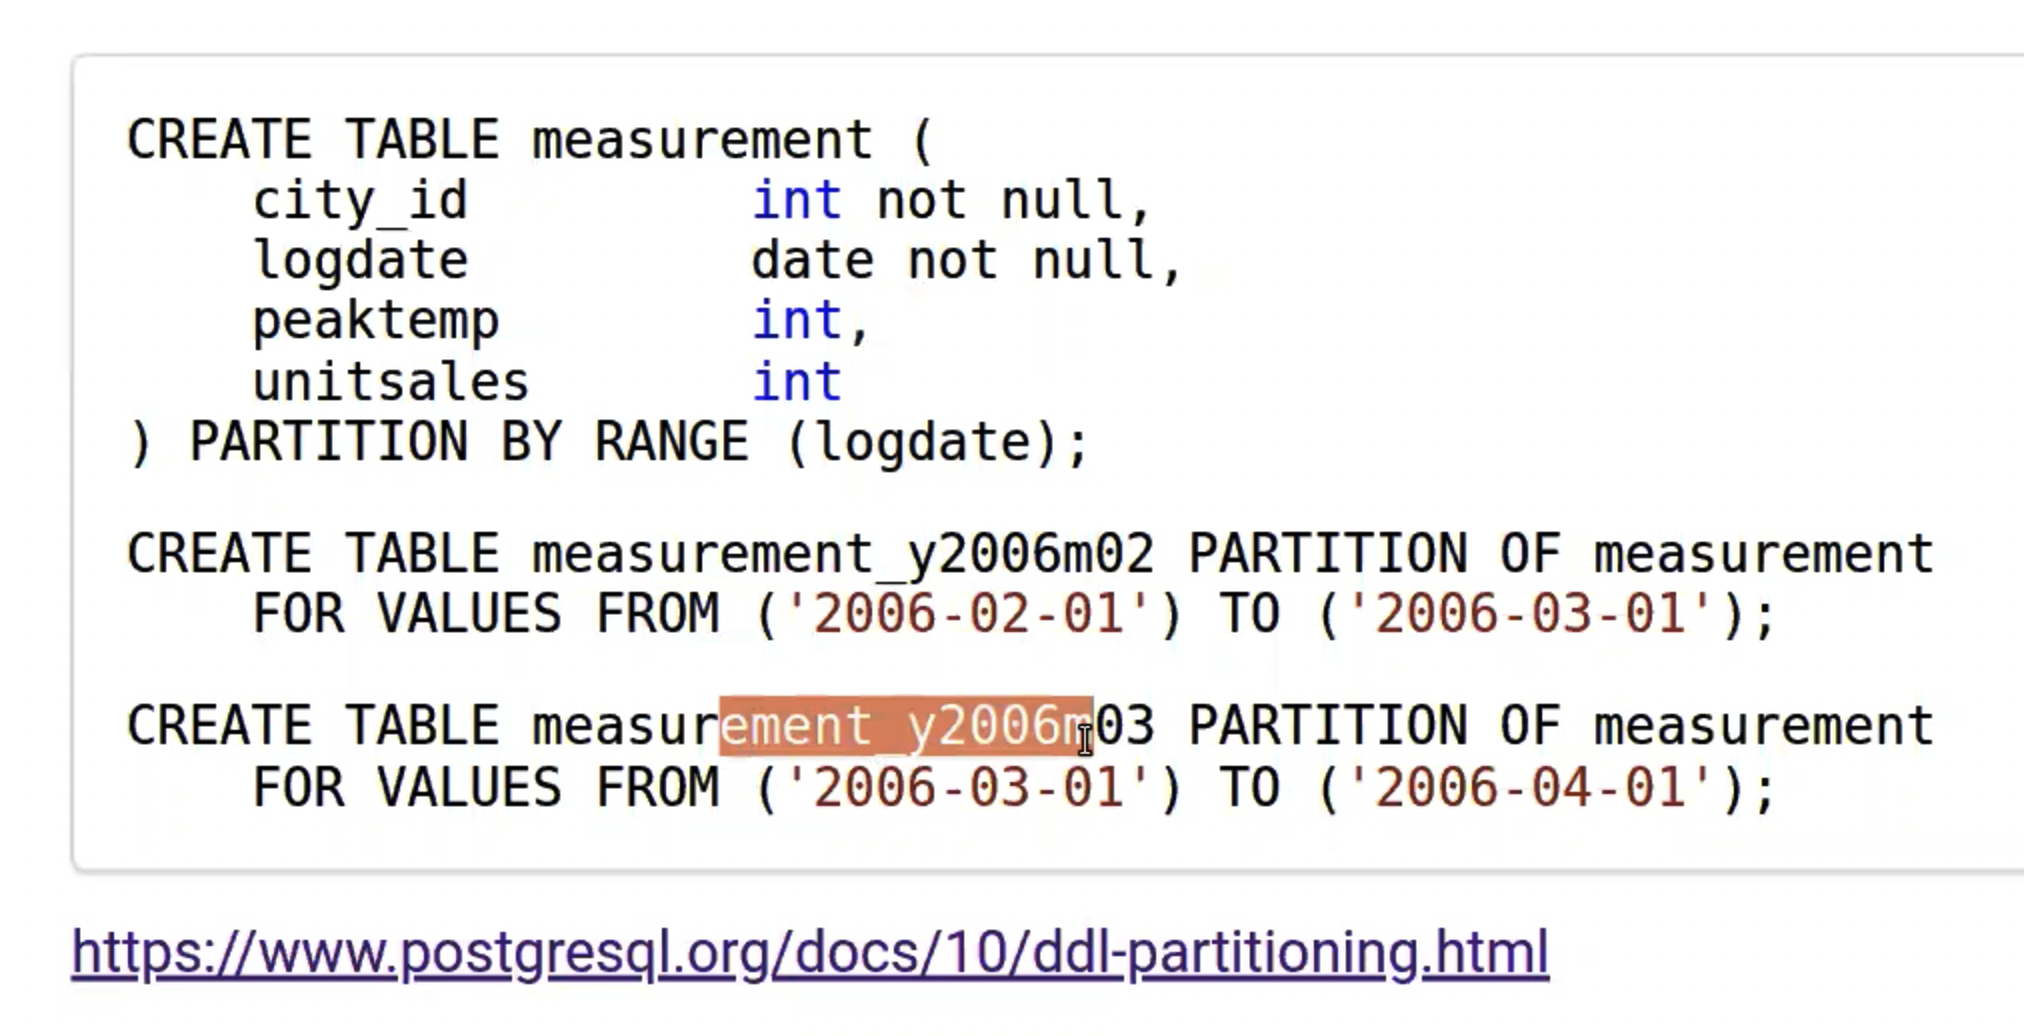 CREATE TABLE measurement (
    city_id         int not null,
    logdate         date not null,
    peaktemp        int,
    unitsales       int
) PARTITION BY RANGE (logdate);
CREATE TABLE measurement_y2006m02 PARTITION OF measurement
    FOR VALUES FROM ('2006-02-01') TO ('2006-03-01');
CREATE TABLE measurement_y2006m03 PARTITION OF measurement
    FOR VALUES FROM ('2006-03-01') TO ('2006-04-01');
https://www.postgresql.org/docs/10/ddl-partitioning.html